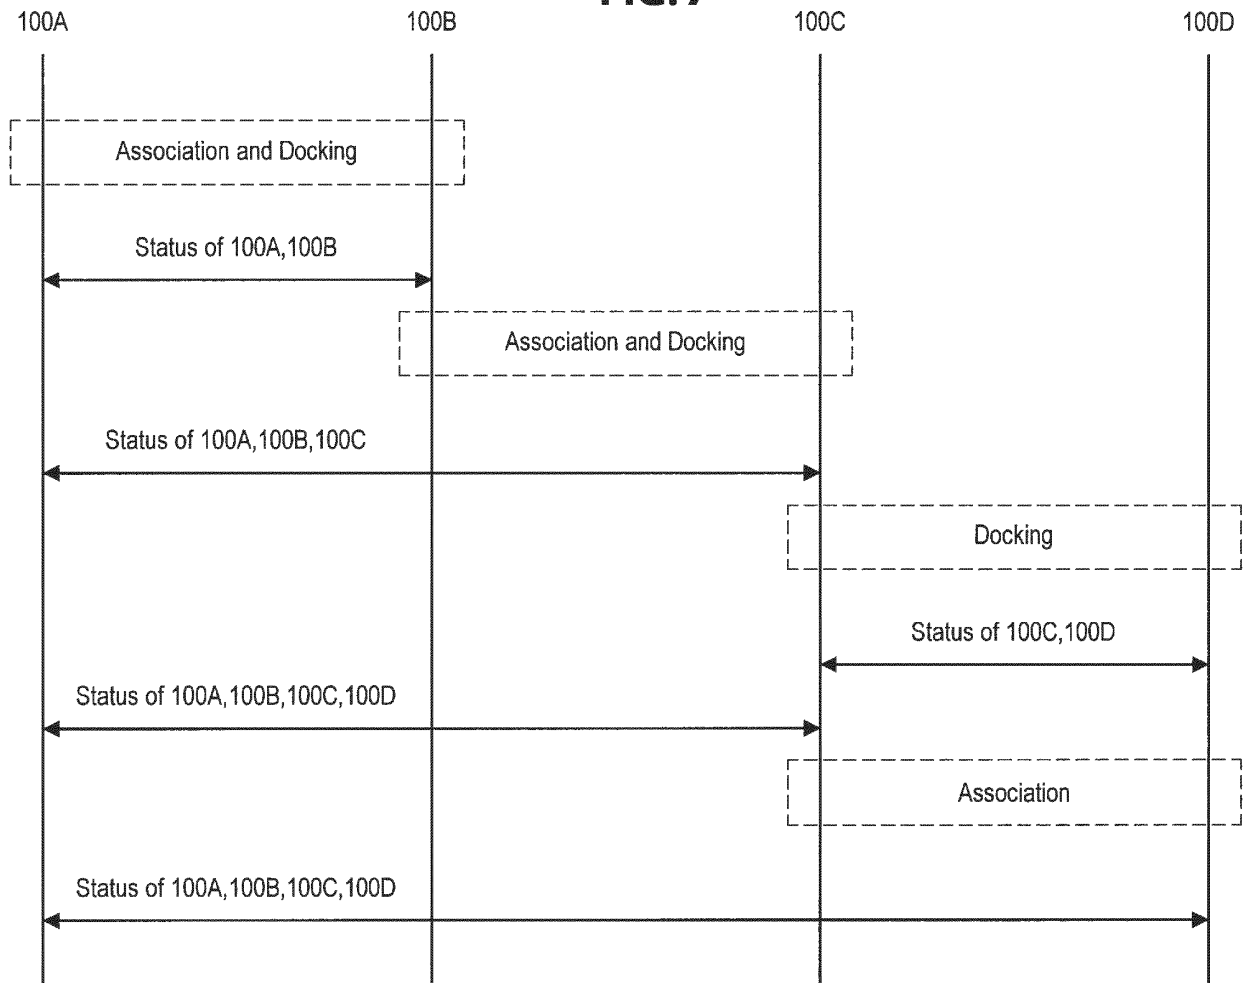 100A 100B 100C 100D
Association and Docking
Status of 100A,100B
Association and Docking
Status of 100A,100B,100C
Docking
Status of 100C,100D
Status of 100A,100B,100C,100D
Association
Status of 100A,100B,100C,100D